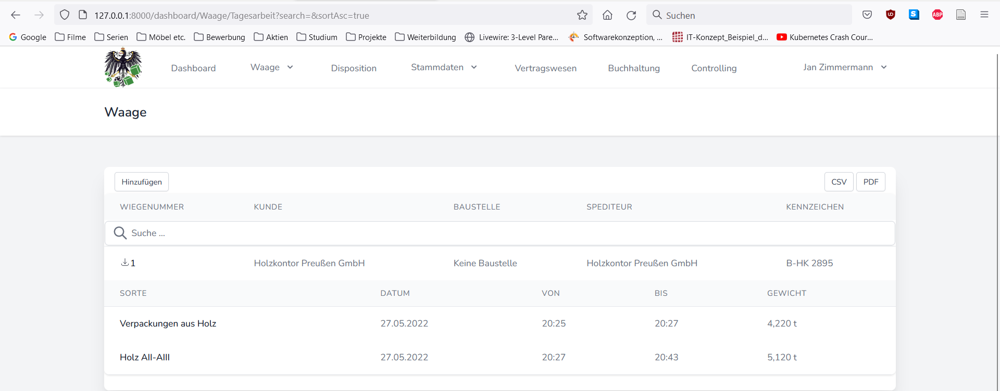 127.0.0.1:8000/dashboard/Waage/Tagesarbeit?search=&sortAsc=true
Suchen
Google Filme Serien Möbel etc. Bewerbung Aktien Studium Projekte Weiterbildung Livewire: 3-Level Pare... Softwarekonzeption, ... IT-Konzept_Beispiel_d... Kubernetes Crash Cour...
Dashboard Waage Disposition Stammdaten Vertragswesen Buchhaltung Controlling Jan Zimmermann
Waage
Hinzufügen CSV PDF
WIEGENUMMER KUNDE BAUSTELLE SPEDITEUR KENNZEICHEN
Suche ...
1 Holzkontor Preußen GmbH Keine Baustelle Holzkontor Preußen GmbH B-HK 2895
SORTE DATUM VON BIS GEWICHT
Verpackungen aus Holz 27.05.2022 20:25 20:27 4,220 t
Holz AII-AIII 27.05.2022 20:27 20:43 5,120 t